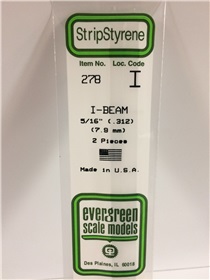 StripStyrene
Item No. Loc. Code
278
I-BEAM
5/16" (.312)
(7.9 mm)
2 Pieces
Made in U.S.A.
evergreen
scale models
Des Plaines, IL 60018